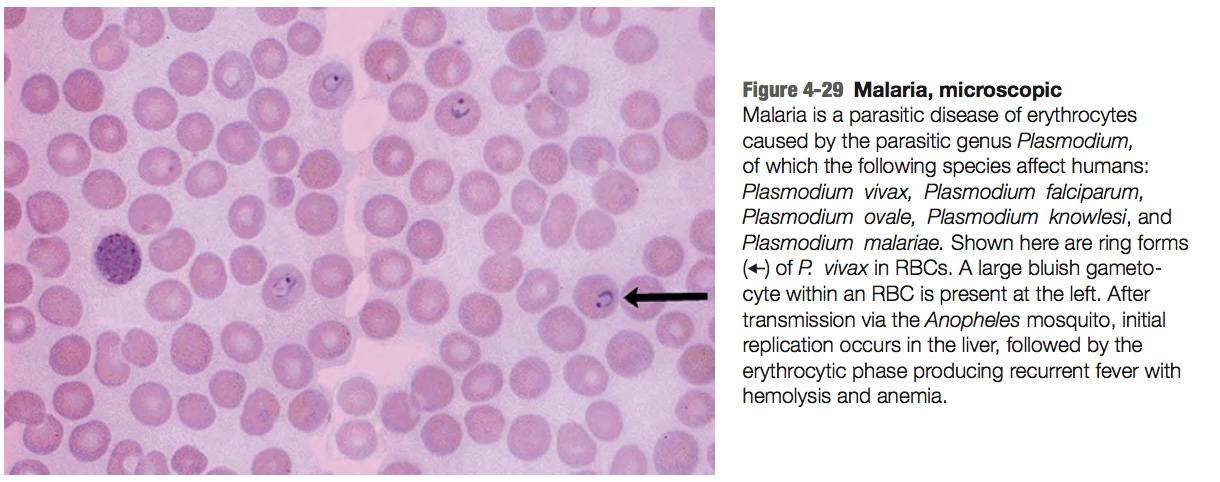 Figure 4-29 Malaria, microscopic
Malaria is a parasitic disease of erythrocytes
caused by the parasitic genus Plasmodium,
of which the following species affect humans:
Plasmodium vivax, Plasmodium falciparum,
Plasmodium ovale, Plasmodium knowlesi, and
Plasmodium malariae. Shown here are ring forms
(←) of P. vivax in RBCs. A large bluish gameto-
cyte within an RBC is present at the left. After
transmission via the Anopheles mosquito, initial
replication occurs in the liver, followed by the
erythrocytic phase producing recurrent fever with
hemolysis and anemia.